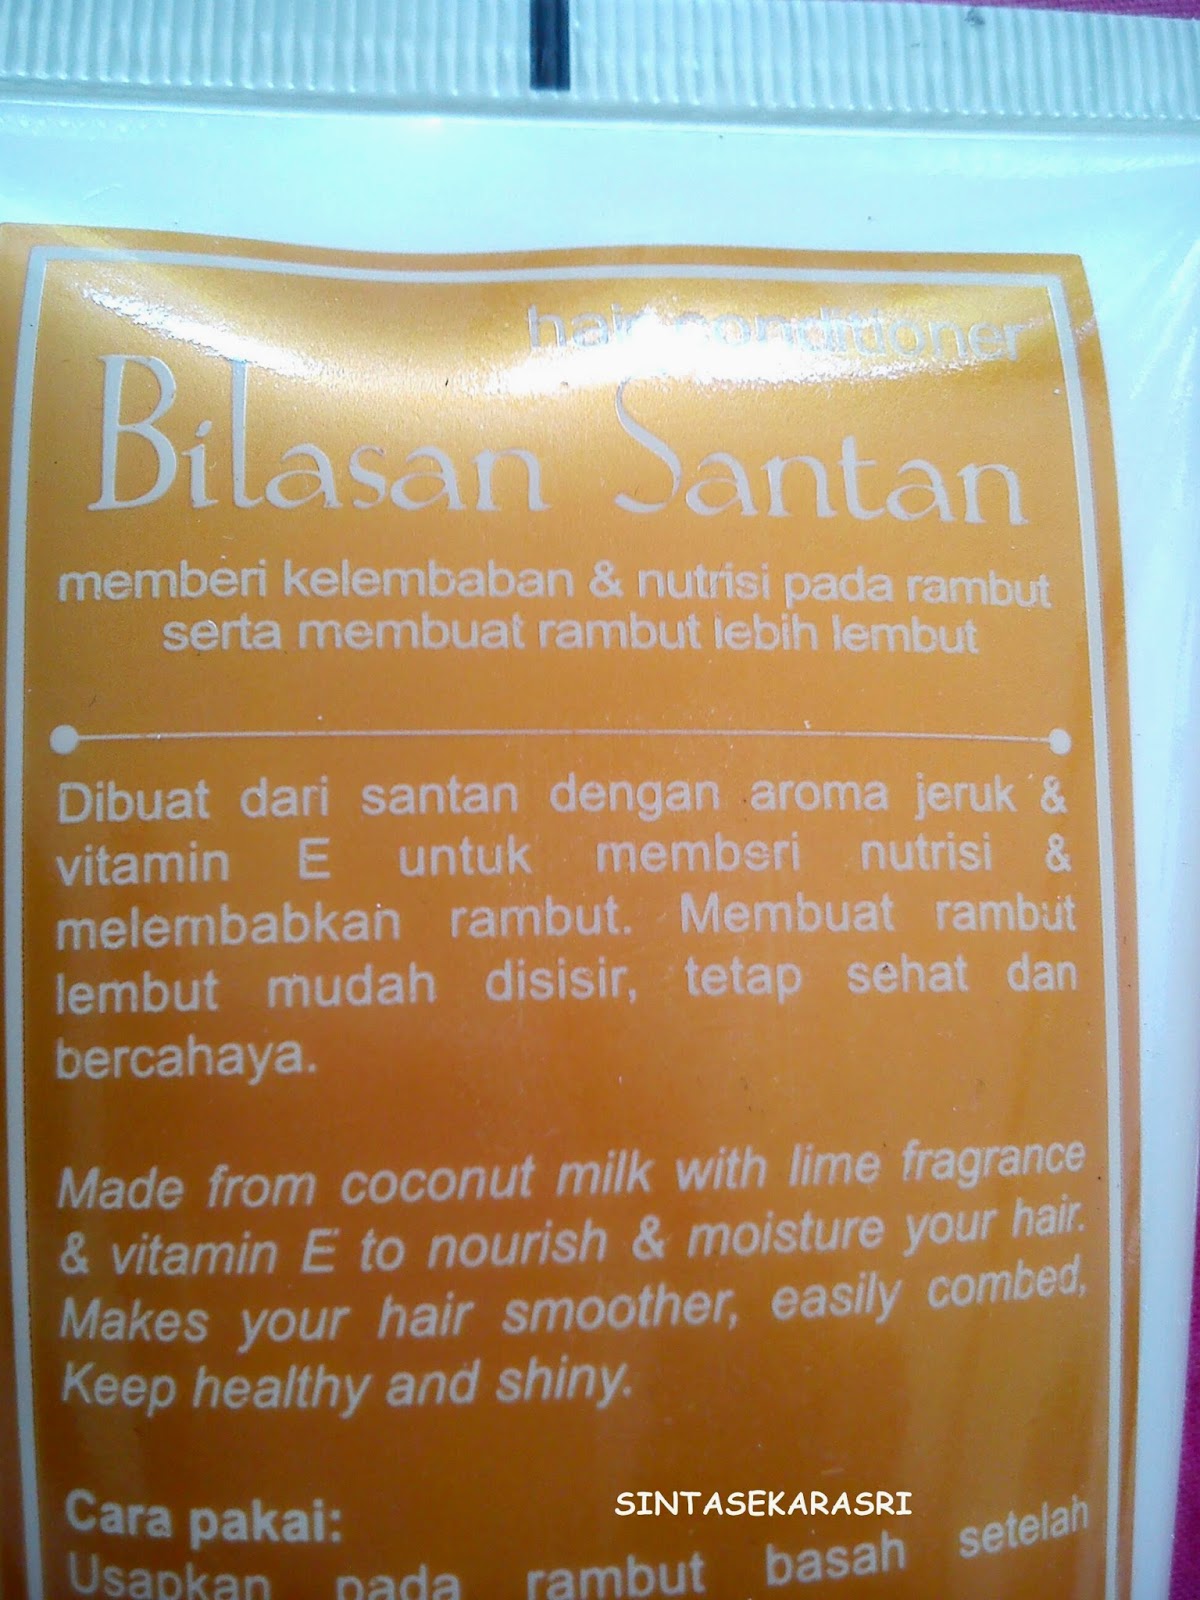 hair conditioner
Bilasan Santan
memberi kelembaban & nutrisi pada rambut
serta membuat rambut lebih lembut
Dibuat dari santan dengan aroma jeruk &
vitamin E untuk memberi nutrisi &
melembabkan rambut. Membuat rambut
lembut mudah disisir, tetap sehat dan
bercahaya.
Made from coconut milk with lime fragrance
& vitamin E to nourish & moisture your hair.
Makes your hair smoother, easily combed,
Keep healthy and shiny.
SINTASEKARASRI
Cara pakai:
Usapkan pada rambut basah setelah